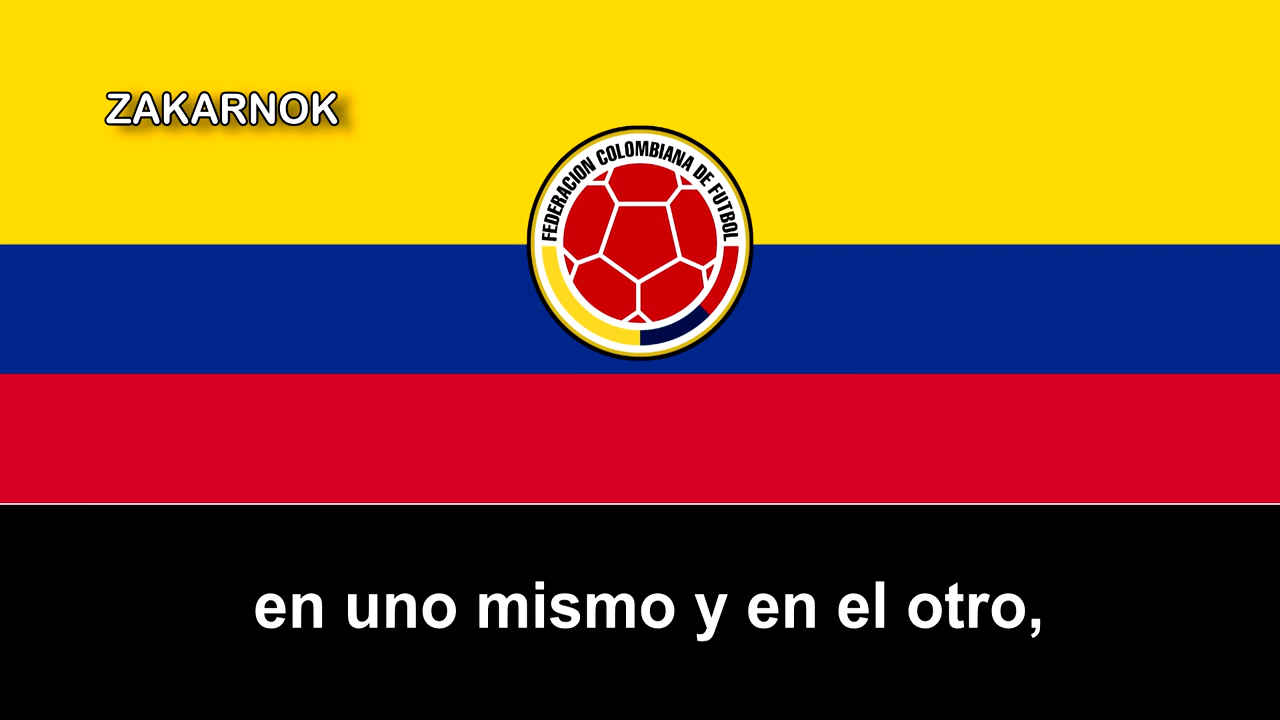 ZAKARNOK
FEDERACION COLOMBIANA DE FUTBOL
en uno mismo y en el otro,